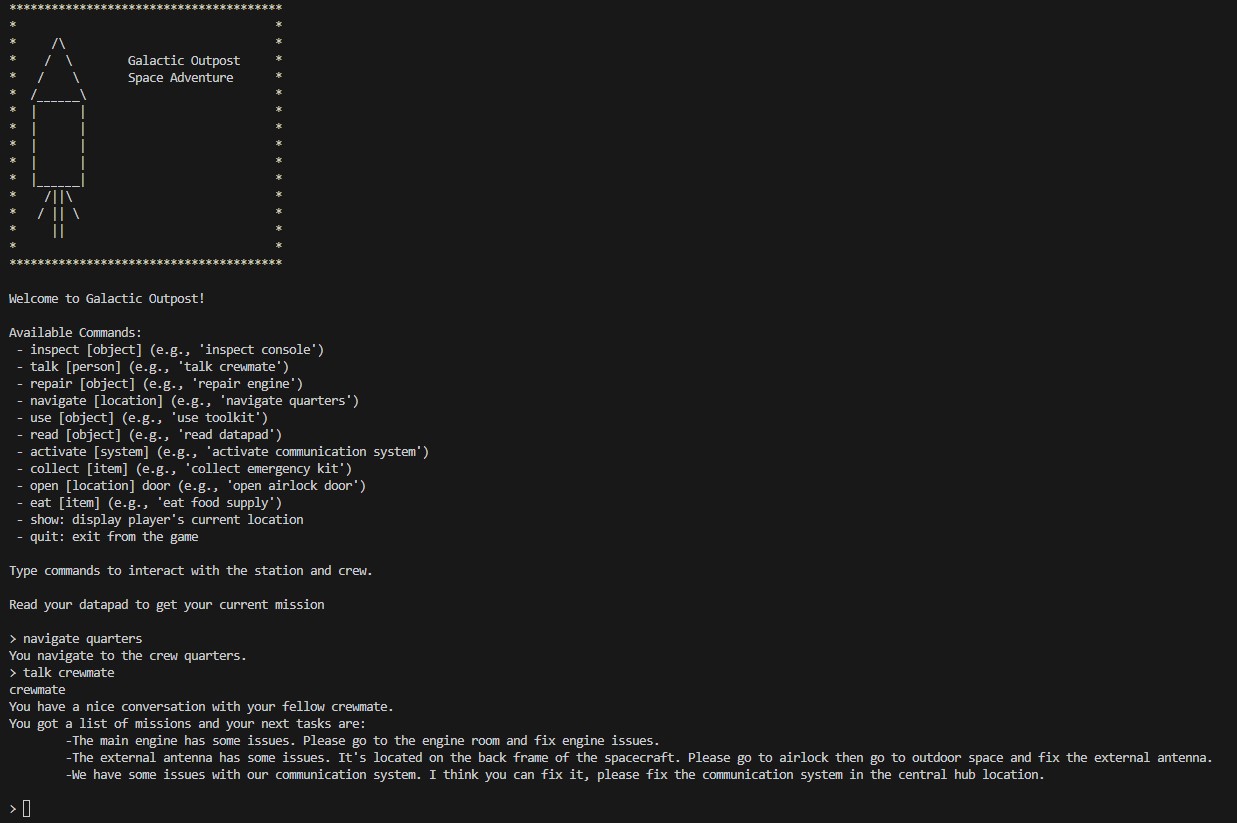 ***************************************
*                                     *
*     /\                              *
*    /  \        Galactic Outpost     *
*   /    \       Space Adventure      *
*  /______\                           *
*  |      |                           *
*  |      |                           *
*  |      |                           *
*  |      |                           *
*  |______|                           *
*    /||\                             *
*   / || \                            *
*     ||                              *
*                                     *
***************************************

Welcome to Galactic Outpost!

Available Commands:
 - inspect [object] (e.g., 'inspect console')
 - talk [person] (e.g., 'talk crewmate')
 - repair [object] (e.g., 'repair engine')
 - navigate [location] (e.g., 'navigate quarters')
 - use [object] (e.g., 'use toolkit')
 - read [object] (e.g., 'read datapad')
 - activate [system] (e.g., 'activate communication system')
 - collect [item] (e.g., 'collect emergency kit')
 - open [location] door (e.g., 'open airlock door')
 - eat [item] (e.g., 'eat food supply')
 - show: display player's current location
 - quit: exit from the game

Type commands to interact with the station and crew.

Read your datapad to get your current mission

> navigate quarters
You navigate to the crew quarters.
> talk crewmate
crewmate
You have a nice conversation with your fellow crewmate.
You got a list of missions and your next tasks are:
        -The main engine has some issues. Please go to the engine room and fix engine issues.
        -The external antenna has some issues. It's located on the back frame of the spacecraft. Please go to airlock then go to outdoor space and fix the external antenna.
        -We have some issues with our communication system. I think you can fix it, please fix the communication system in the central hub location.

>